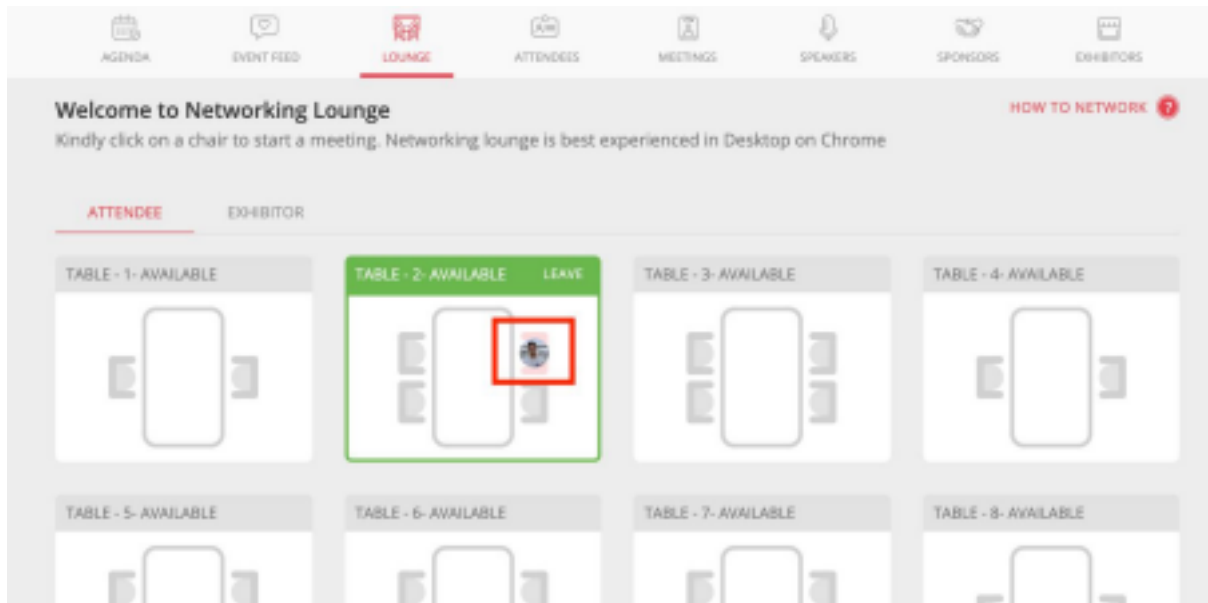 AGENDA EVENT FEED LOUNGE ATTENDEES MEETINGS SPEAKERS SPONSORS EXHIBITORS
Welcome to Networking Lounge
HOW TO NETWORK ?
Kindly click on a chair to start a meeting. Networking lounge is best experienced in Desktop on Chrome
ATTENDEE EXHIBITOR
TABLE - 1- AVAILABLE
TABLE - 2- AVAILABLE LEAVE
TABLE - 3- AVAILABLE
TABLE - 4- AVAILABLE
TABLE - 5- AVAILABLE
TABLE - 6- AVAILABLE
TABLE - 7- AVAILABLE
TABLE - 8- AVAILABLE